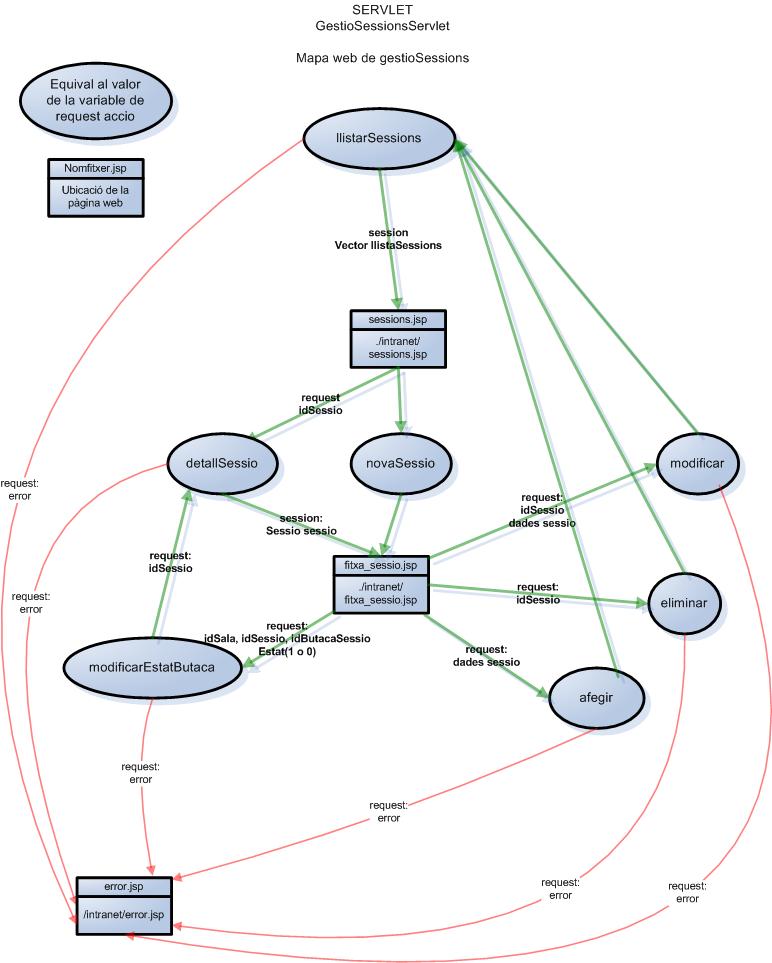 SERVLET
GestioSessionsServlet
Mapa web de gestioSessions
Equival al valor
de la variable de
request accio
Nomfitxer.jsp
Ubicació de la
pàgina web
llistarSessions
session
Vector llistaSessions
sessions.jsp
./intranet/
sessions.jsp
request
idSessio
detallSessio
novaSessio
modificar
request:
error
session:
Sessio sessio
request:
idSessio
dades sessio
request:
idSessio
fitxa_sessio.jsp
./intranet/
fitxa_sessio.jsp
request:
idSessio
eliminar
request:
error
request:
idSala, idSessio, idButacaSessio
Estat(1 o 0)
request:
dades sessio
modificarEstatButaca
afegir
request:
error
request:
error
error.jsp
/intranet/error.jsp
request:
error
request:
error